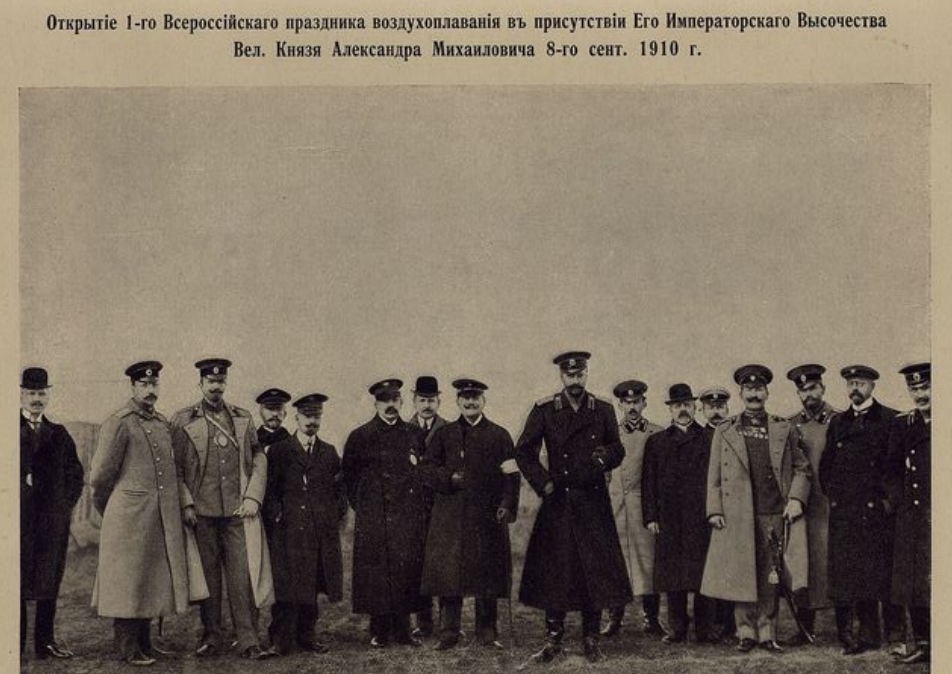 Открытіе 1-го Всероссійскаго праздника воздухоплаванія въ присутствіи Его Императорскаго Высочества
Вел. Князя Александра Михаиловича 8-го сент. 1910 г.